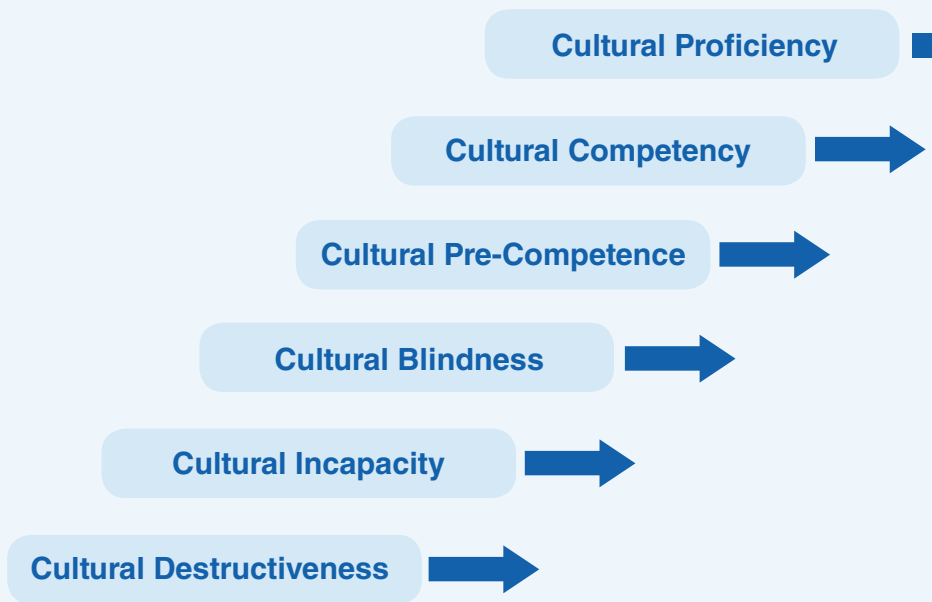 Cultural Proficiency
Cultural Competency
Cultural Pre-Competence
Cultural Blindness
Cultural Incapacity
Cultural Destructiveness